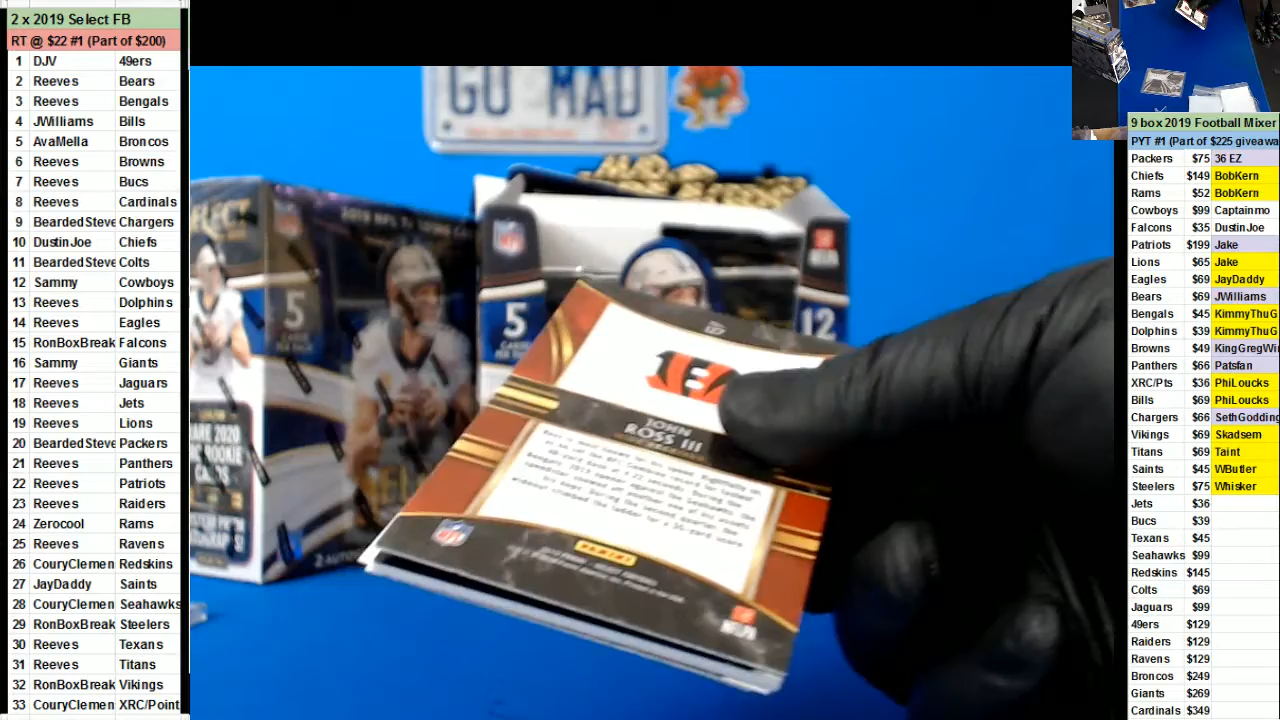 2 x 2019 Select FB
RT @ $22 #1 (Part of $200)
1 DJV 49ers
2 Reeves Bears
3 Reeves Bengals
4 JWilliams Bills
5 AvaMella Broncos
6 Reeves Browns
7 Reeves Bucs
8 Reeves Cardinals
9 BeardedSteve Chargers
10 DustinJoe Chiefs
11 BeardedSteve Colts
12 Sammy Cowboys
13 Reeves Dolphins
14 Reeves Eagles
15 RonBoxBreak Falcons
16 Sammy Giants
17 Reeves Jaguars
18 Reeves Jets
19 Reeves Lions
20 BeardedSteve Packers
21 Reeves Panthers
22 Reeves Patriots
23 Reeves Raiders
24 Zerocool Rams
25 Reeves Ravens
26 CouryClemen Redskins
27 JayDaddy Saints
28 CouryClemen Seahawks
29 RonBoxBreak Steelers
30 Reeves Texans
31 Reeves Titans
32 RonBoxBreak Vikings
33 CouryClemen XRC/Point
GO MAD
NFL
5
5
12
JOHN
ROSS III
NFL
PANINI
9 box 2019 Football Mixer
PYT #1 (Part of $225 giveawa
Packers $75 36 EZ
Chiefs $149 BobKern
Rams $52 BobKern
Cowboys $99 Captainmo
Falcons $35 DustinJoe
Patriots $199 Jake
Lions $65 Jake
Eagles $69 JayDaddy
Bears $69 JWilliams
Bengals $45 KimmyThuG
Dolphins $39 KimmyThuG
Browns $49 KingGregWi
Panthers $66 Patsfan
XRC/Pts $36 PhiLoucks
Bills $69 PhiLoucks
Chargers $66 SethGodding
Vikings $69 Skadsem
Titans $69 Taint
Saints $45 WButler
Steelers $75 Whisker
Jets $36
Bucs $39
Texans $45
Seahawks $99
Redskins $145
Colts $69
Jaguars $99
49ers $129
Raiders $129
Ravens $129
Broncos $249
Giants $269
Cardinals $349